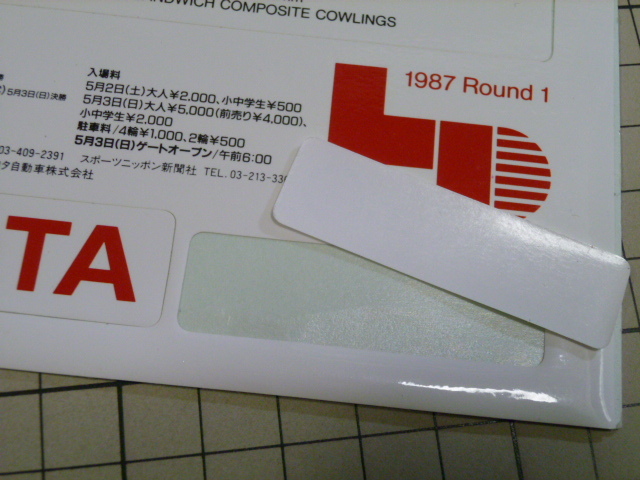 SANDWICH COMPOSITE COWLINGS
入場料
5月2日(土)大人¥2,000、小中学生¥500
5月3日(日)大人¥5,000(前売り¥4,000)、
小中学生¥2,000
駐車料/4輪¥1,000、2輪¥500
5月3日(日)ゲートオープン/午前6:00
スポーツニッポン新聞社 TEL.03-213-33
5月3日(日)決勝
03-409-2391
タ自動車株式会社
1987 Round 1
TA